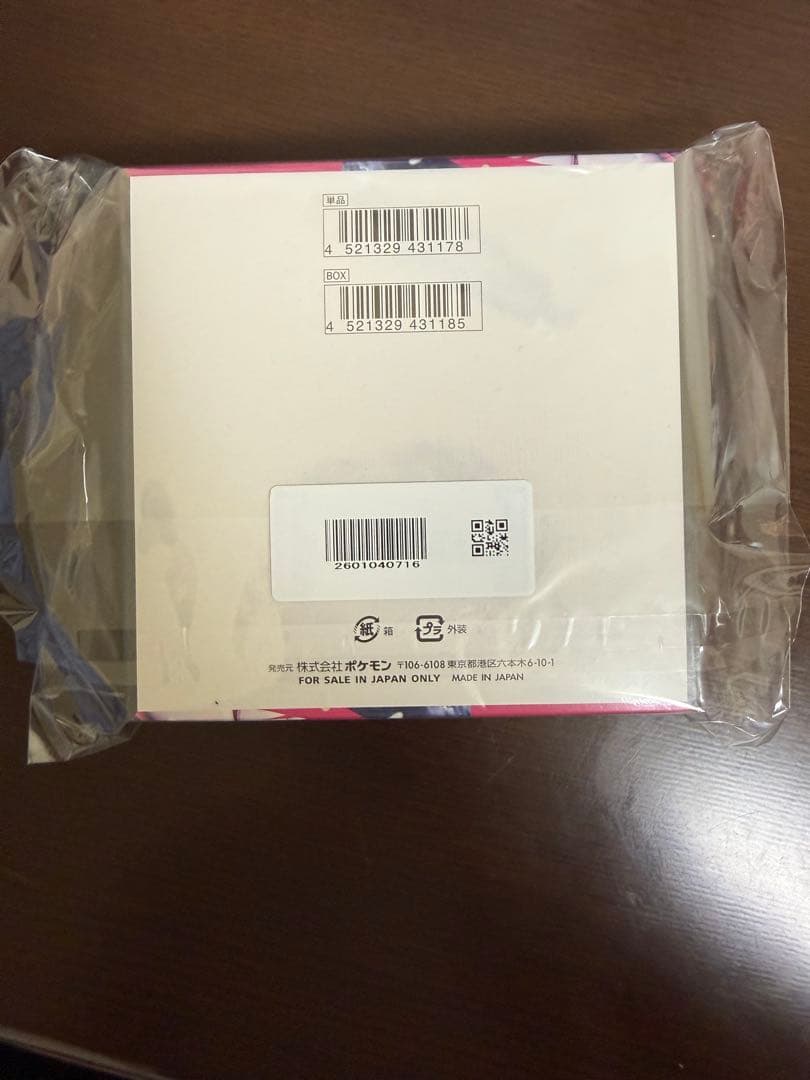 単品
4 521329 431178
BOX
4 521329 431185
2601040716
紙 箱
プラ 外装
発売元 株式会社 ポケモン 〒106-6108 東京都港区六本木6-10-1
FOR SALE IN JAPAN ONLY MADE IN JAPAN